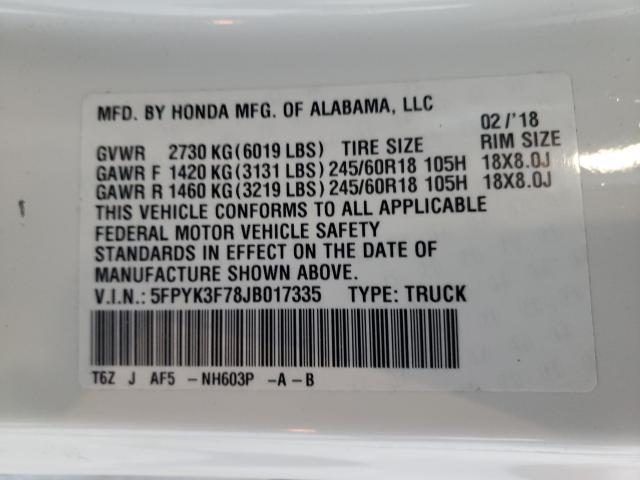 MFD. BY HONDA MFG. OF ALABAMA, LLC
02/'18
GVWR 2730 KG(6019 LBS) TIRE SIZE RIM SIZE
GAWR F 1420 KG(3131 LBS) 245/60R18 105H 18X8.0J
GAWR R 1460 KG(3219 LBS) 245/60R18 105H 18X8.0J
THIS VEHICLE CONFORMS TO ALL APPLICABLE
FEDERAL MOTOR VEHICLE SAFETY
STANDARDS IN EFFECT ON THE DATE OF
MANUFACTURE SHOWN ABOVE.
V.I.N.: 5FPYK3F78JB017335 TYPE: TRUCK
T6Z J AF5 -NH603P -A-B